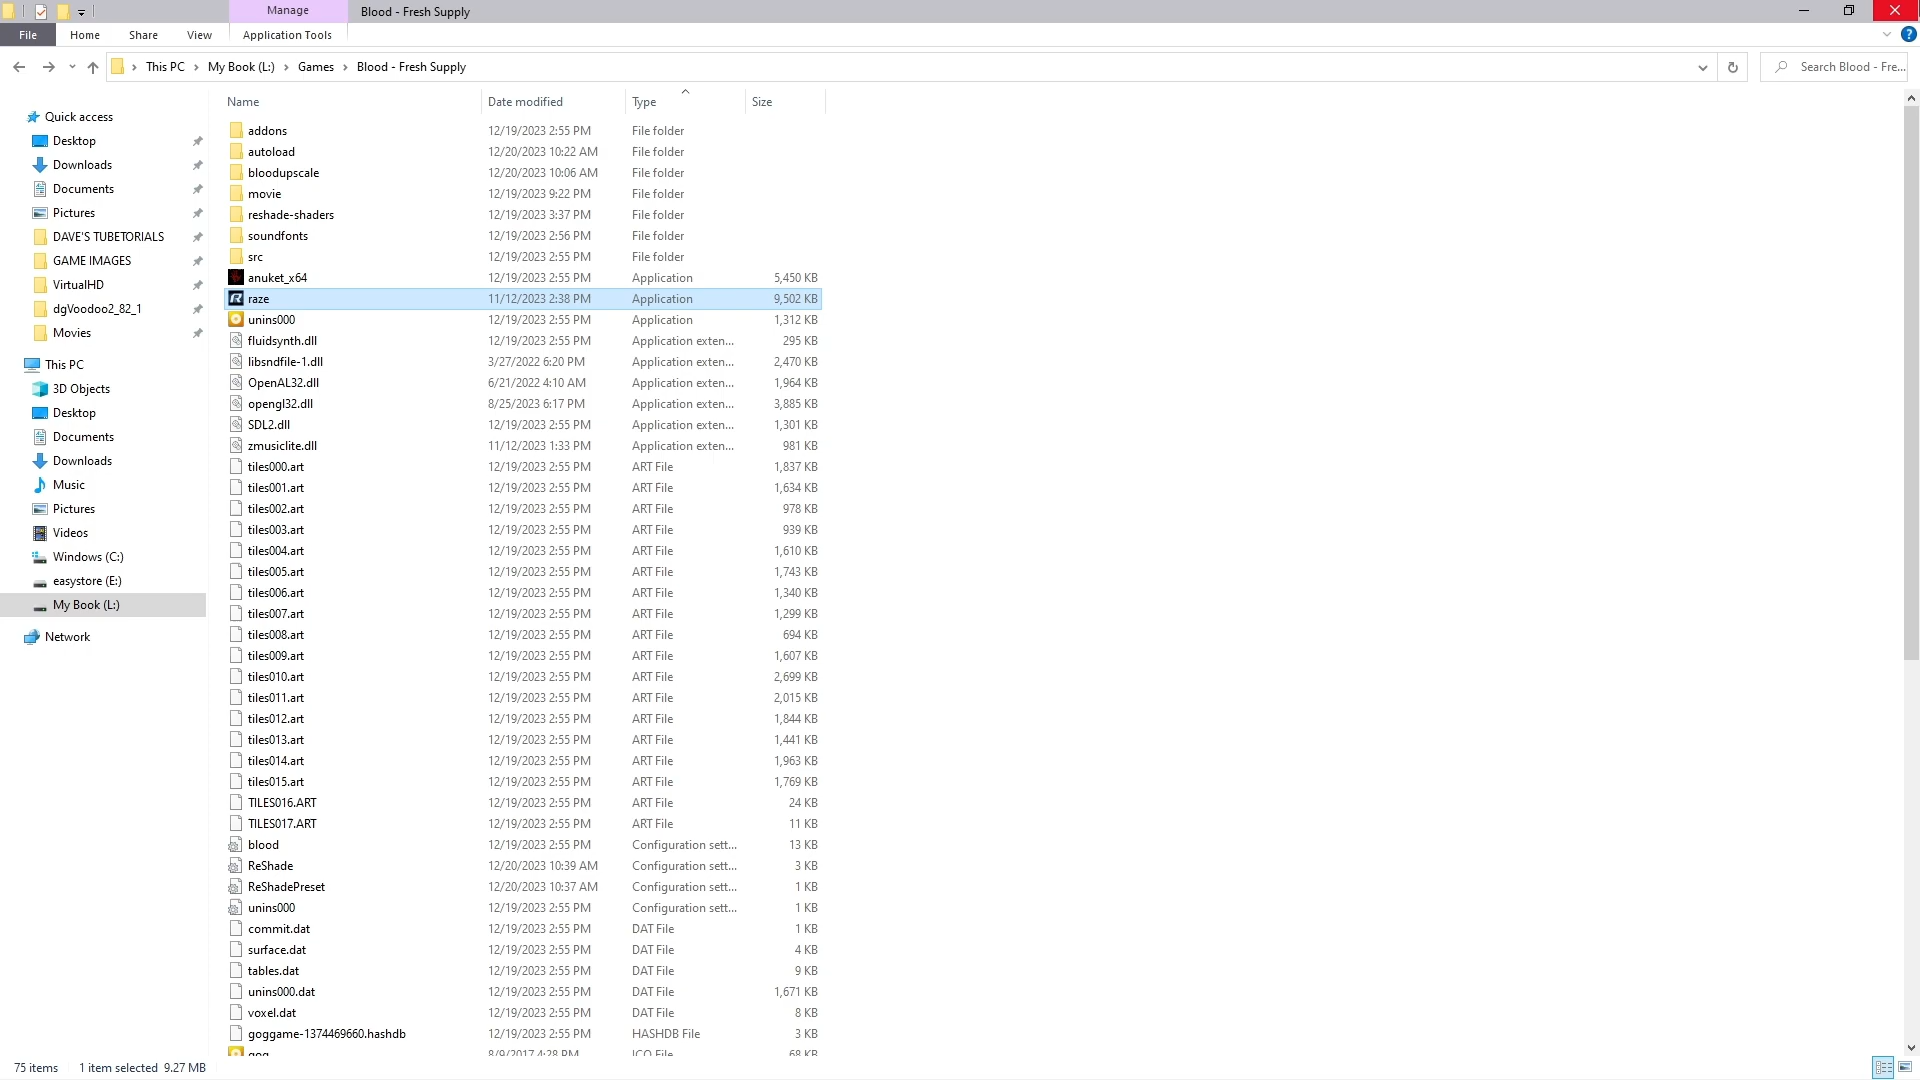 Manage
Blood - Fresh Supply
File
Home
Share
View
Application Tools
This PC
My Book (L:)
Games
Blood - Fresh Supply
Search Blood - Fre...
Name Date modified Type Size
Quick access
Desktop
Downloads
Documents
Pictures
DAVE'S TUBETORIALS
GAME IMAGES
VirtualHD
dgVoodoo2_82_1
Movies
This PC
3D Objects
Desktop
Documents
Downloads
Music
Pictures
Videos
Windows (C:)
easystore (E:)
My Book (L:)
Network
addons 12/19/2023 2:55 PM File folder
autoload 12/20/2023 10:22 AM File folder
bloodupscale 12/20/2023 10:06 AM File folder
movie 12/19/2023 9:22 PM File folder
reshade-shaders 12/19/2023 3:37 PM File folder
soundfonts 12/19/2023 2:56 PM File folder
src 12/19/2023 2:55 PM File folder
anuket_x64 12/19/2023 2:55 PM Application 5,450 KB
raze 11/12/2023 2:38 PM Application 9,502 KB
unins000 12/19/2023 2:55 PM Application 1,312 KB
fluidsynth.dll 12/19/2023 2:55 PM Application exten... 295 KB
libsndfile-1.dll 3/27/2022 6:20 PM Application exten... 2,470 KB
OpenAL32.dll 6/21/2022 4:10 AM Application exten... 1,964 KB
opengl32.dll 8/25/2023 6:17 PM Application exten... 3,885 KB
SDL2.dll 12/19/2023 2:55 PM Application exten... 1,301 KB
zmusiclite.dll 11/12/2023 1:33 PM Application exten... 981 KB
tiles000.art 12/19/2023 2:55 PM ART File 1,837 KB
tiles001.art 12/19/2023 2:55 PM ART File 1,634 KB
tiles002.art 12/19/2023 2:55 PM ART File 978 KB
tiles003.art 12/19/2023 2:55 PM ART File 939 KB
tiles004.art 12/19/2023 2:55 PM ART File 1,610 KB
tiles005.art 12/19/2023 2:55 PM ART File 1,743 KB
tiles006.art 12/19/2023 2:55 PM ART File 1,340 KB
tiles007.art 12/19/2023 2:55 PM ART File 1,299 KB
tiles008.art 12/19/2023 2:55 PM ART File 694 KB
tiles009.art 12/19/2023 2:55 PM ART File 1,607 KB
tiles010.art 12/19/2023 2:55 PM ART File 2,699 KB
tiles011.art 12/19/2023 2:55 PM ART File 2,015 KB
tiles012.art 12/19/2023 2:55 PM ART File 1,844 KB
tiles013.art 12/19/2023 2:55 PM ART File 1,441 KB
tiles014.art 12/19/2023 2:55 PM ART File 1,963 KB
tiles015.art 12/19/2023 2:55 PM ART File 1,769 KB
TILES016.ART 12/19/2023 2:55 PM ART File 24 KB
TILES017.ART 12/19/2023 2:55 PM ART File 11 KB
blood 12/19/2023 2:55 PM Configuration sett... 13 KB
ReShade 12/20/2023 10:39 AM Configuration sett... 3 KB
ReShadePreset 12/20/2023 10:37 AM Configuration sett... 1 KB
unins000 12/19/2023 2:55 PM Configuration sett... 1 KB
commit.dat 12/19/2023 2:55 PM DAT File 1 KB
surface.dat 12/19/2023 2:55 PM DAT File 4 KB
tables.dat 12/19/2023 2:55 PM DAT File 9 KB
unins000.dat 12/19/2023 2:55 PM DAT File 1,671 KB
voxel.dat 12/19/2023 2:55 PM DAT File 8 KB
goggame-1374469660.hashdb 12/19/2023 2:55 PM HASHDB File 3 KB
gog 8/9/2017 4:28 PM ICO File 68 KB
75 items 1 item selected 9.27 MB